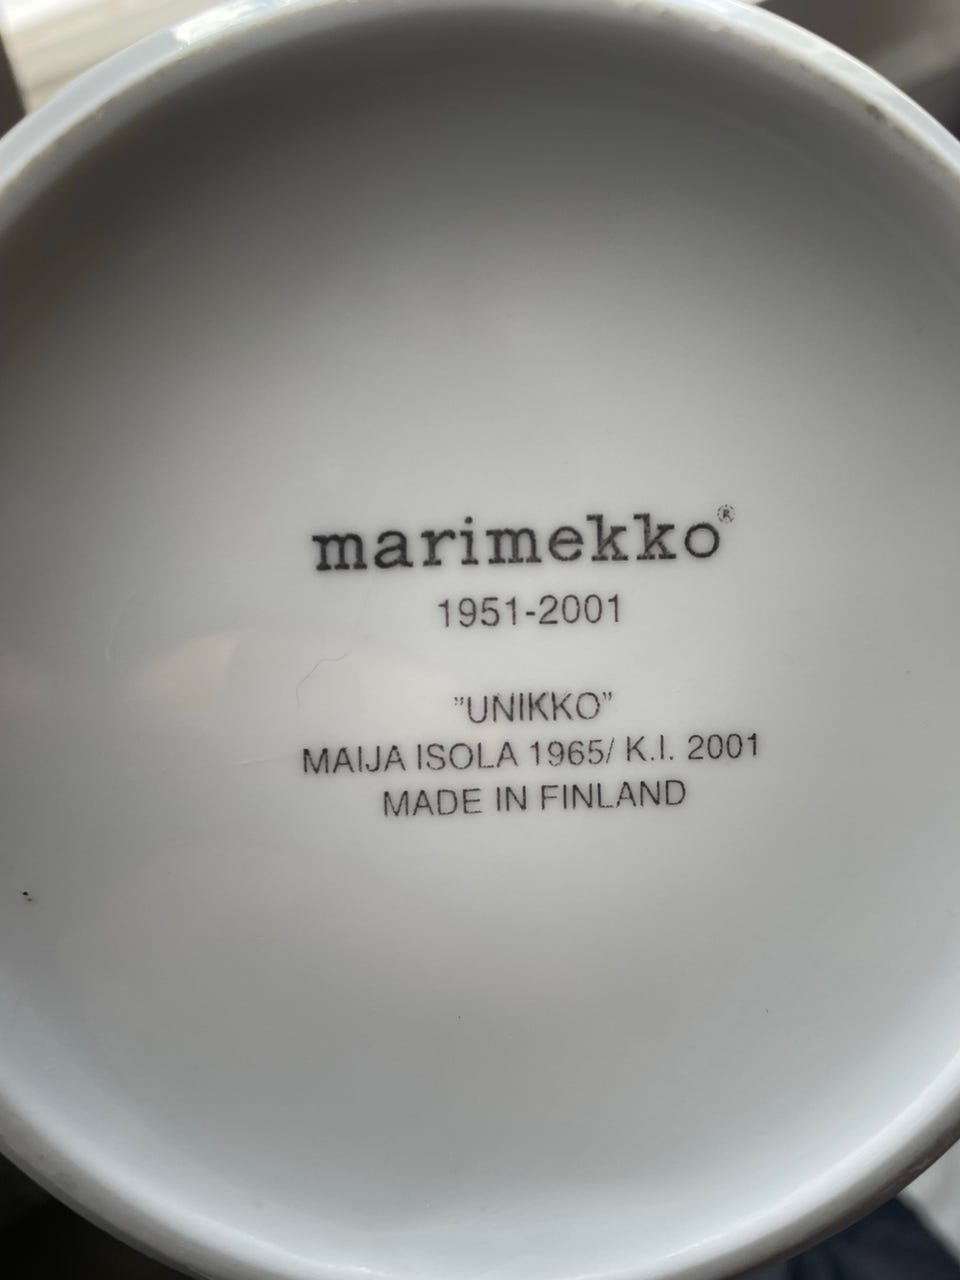 marimekko®
1951-2001
”UNIKKO”
MAIJA ISOLA 1965/ K.I. 2001
MADE IN FINLAND